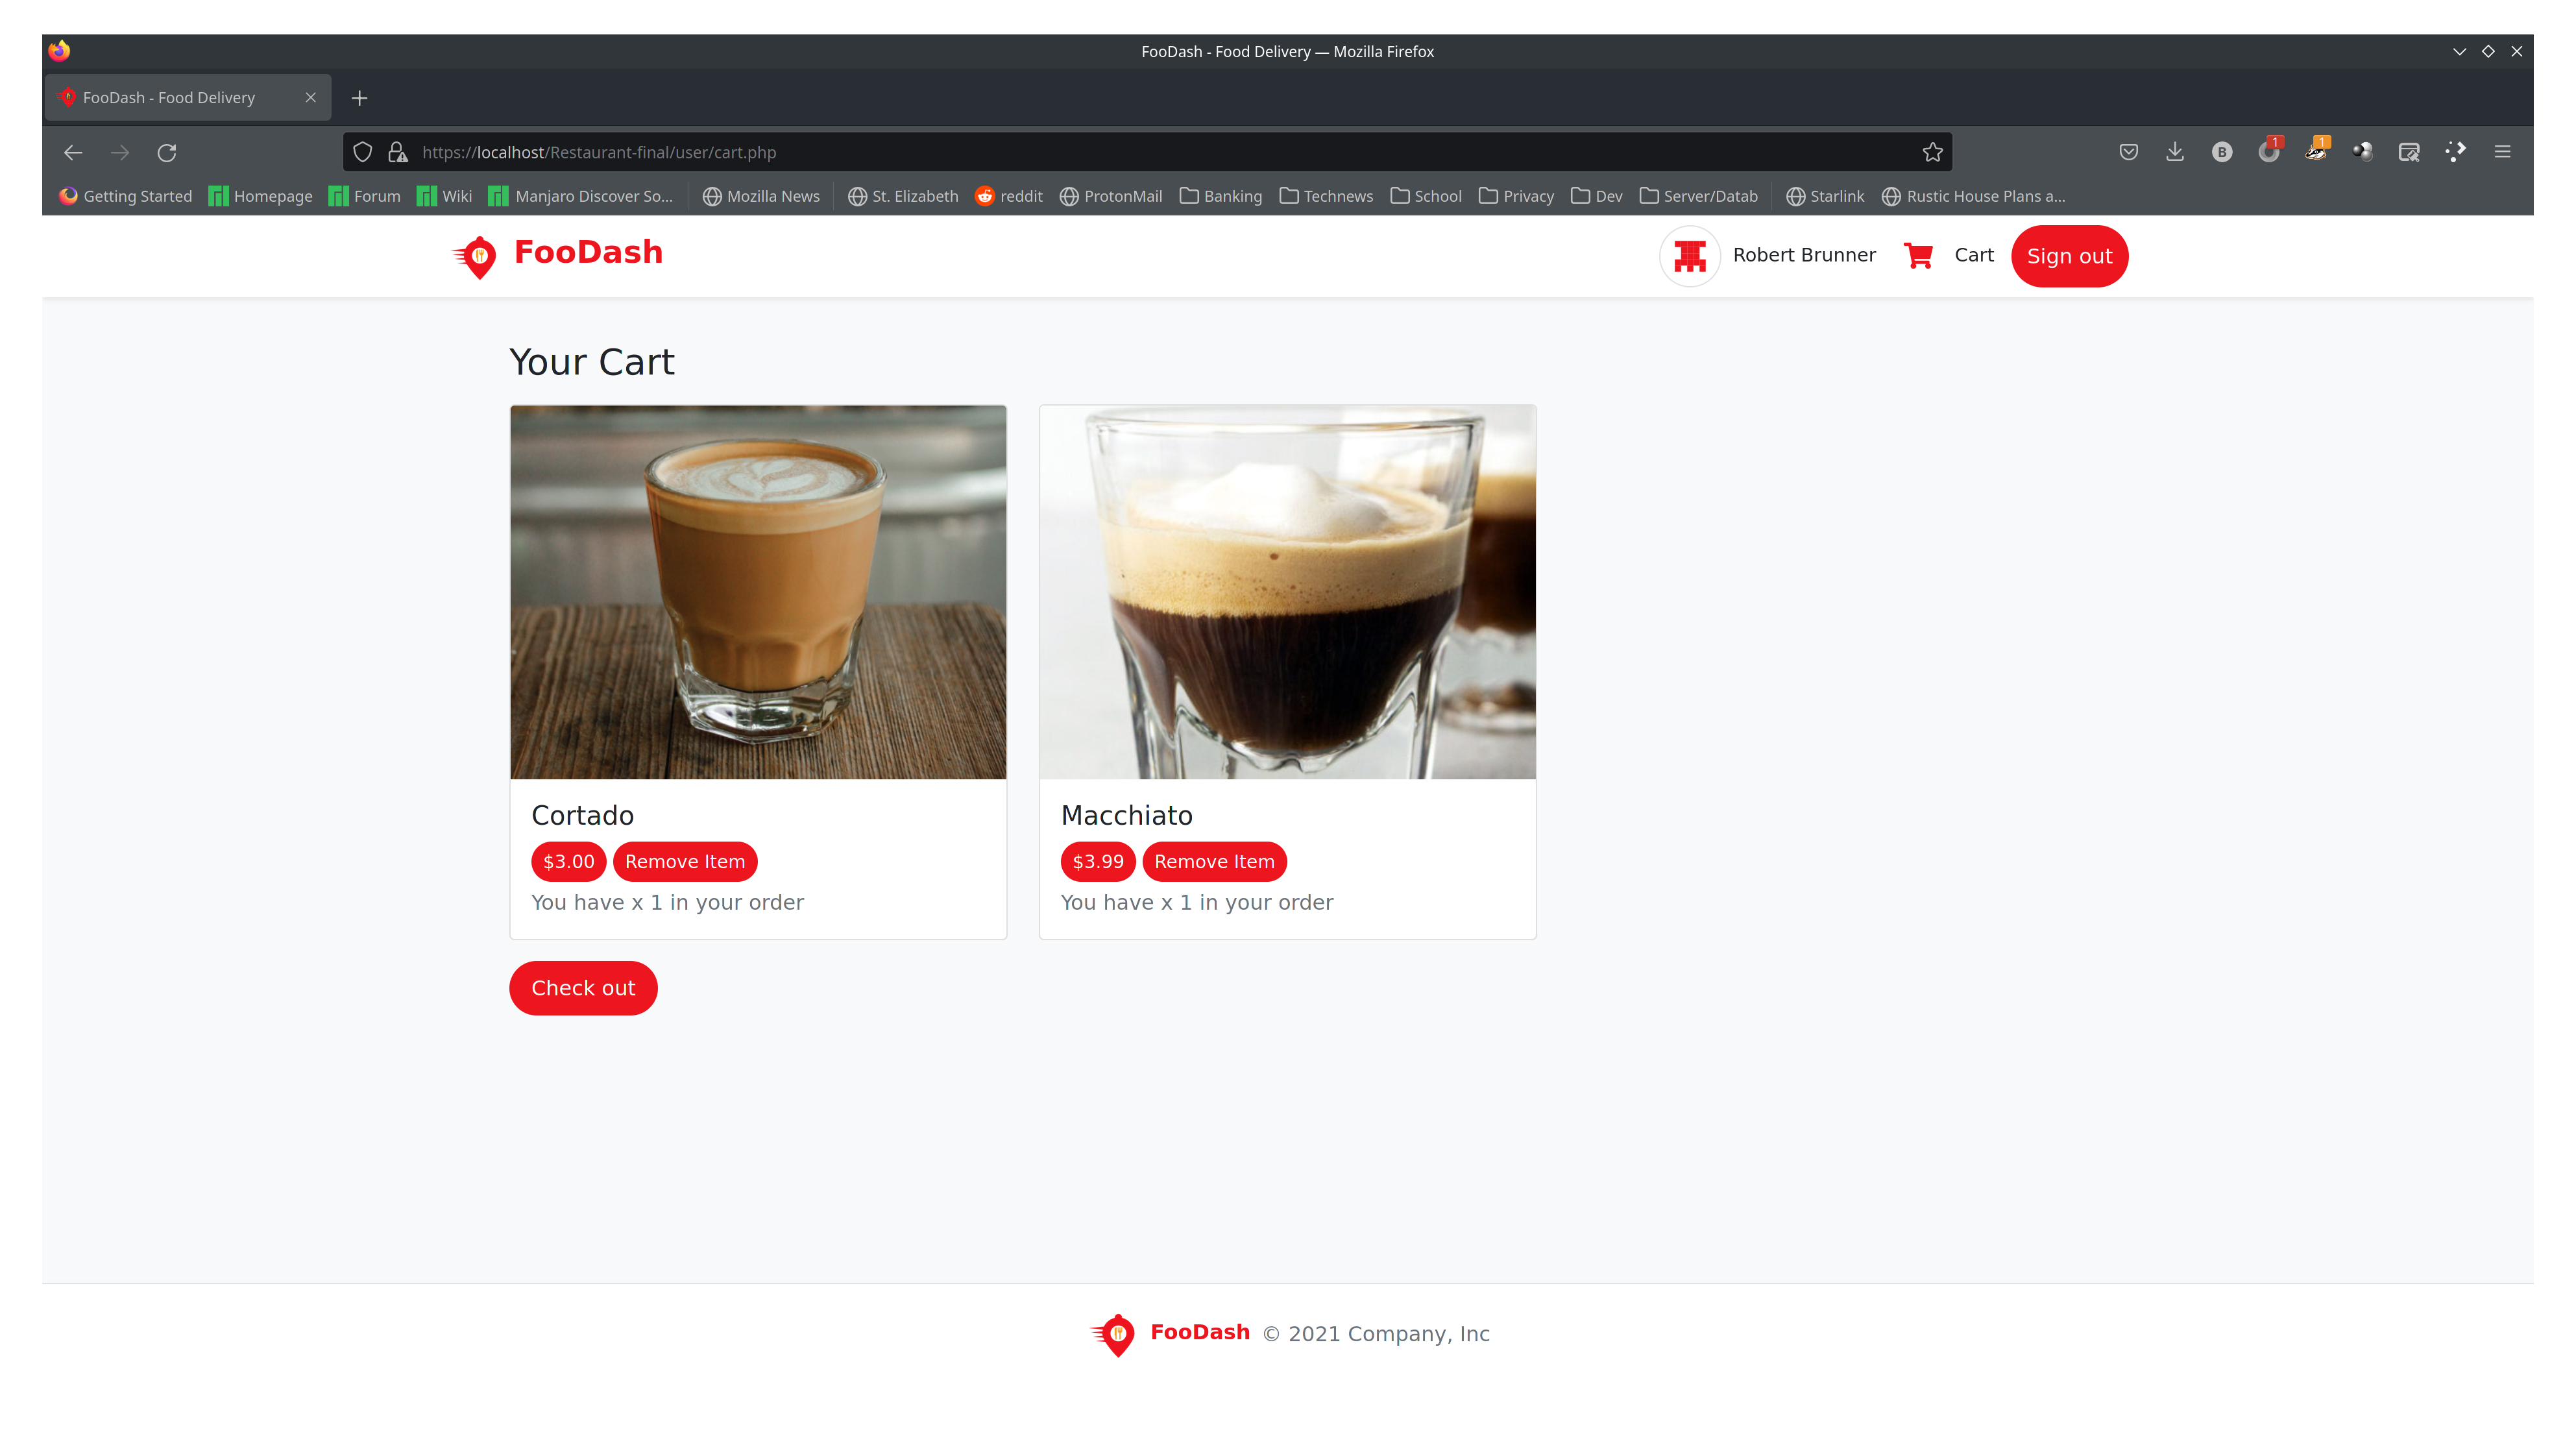 FooDash - Food Delivery — Mozilla Firefox
FooDash - Food Delivery
https://localhost/Restaurant-final/user/cart.php
B
1
1
Getting Started Homepage Forum Wiki Manjaro Discover So... Mozilla News St. Elizabeth reddit ProtonMail Banking Technews School Privacy Dev Server/Datab Starlink Rustic House Plans a...
FooDash
Robert Brunner Cart Sign out
Your Cart
Cortado
$3.00 Remove Item
You have x 1 in your order
Macchiato
$3.99 Remove Item
You have x 1 in your order
Check out
FooDash © 2021 Company, Inc